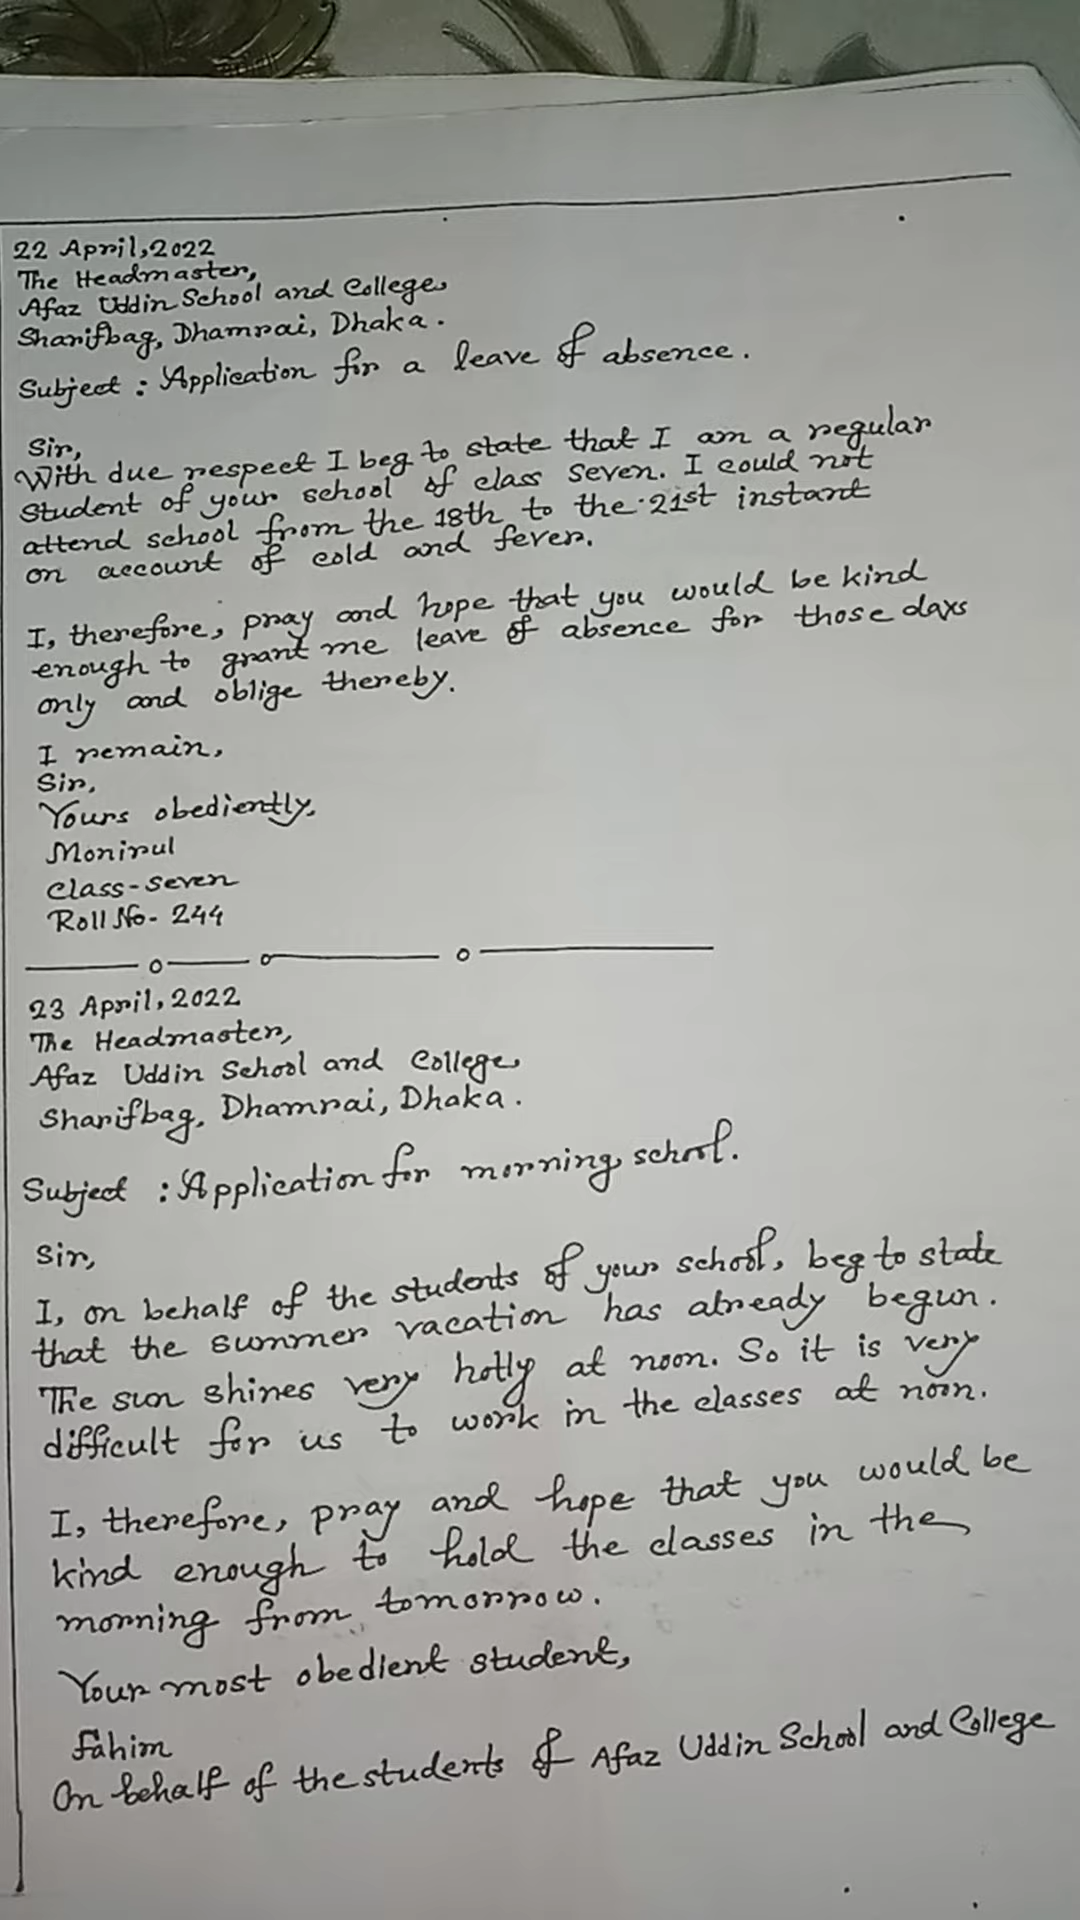 22 April, 2022
The Headmaster,
Afaz Uddin School and College,
Sharifbag, Dhamrai, Dhaka.
Subject : Application for a leave of absence.
Sir,
With due respect I beg to state that I am a regular
student of your school of class seven. I could not
attend school from the 18th to the 21st instant
on account of cold and fever.
I, therefore, pray and hope that you would be kind
enough to grant me leave of absence for those days
only and oblige thereby.
I remain,
Sir,
Yours obediently,
Monirul
Class-seven
Roll No- 244
23 April, 2022
The Headmaster,
Afaz Uddin School and College,
Sharifbag, Dhamrai, Dhaka.
Subject : Application for morning school.
Sir,
I, on behalf of the students of your school, beg to state
that the summer vacation has already begun.
The sun shines very hotly at noon. So it is very
difficult for us to work in the classes at noon.
I, therefore, pray and hope that you would be
kind enough to hold the classes in the
morning from tomorrow.
Your most obedient student,
Fahim
On behalf of the students of Afaz Uddin School and College